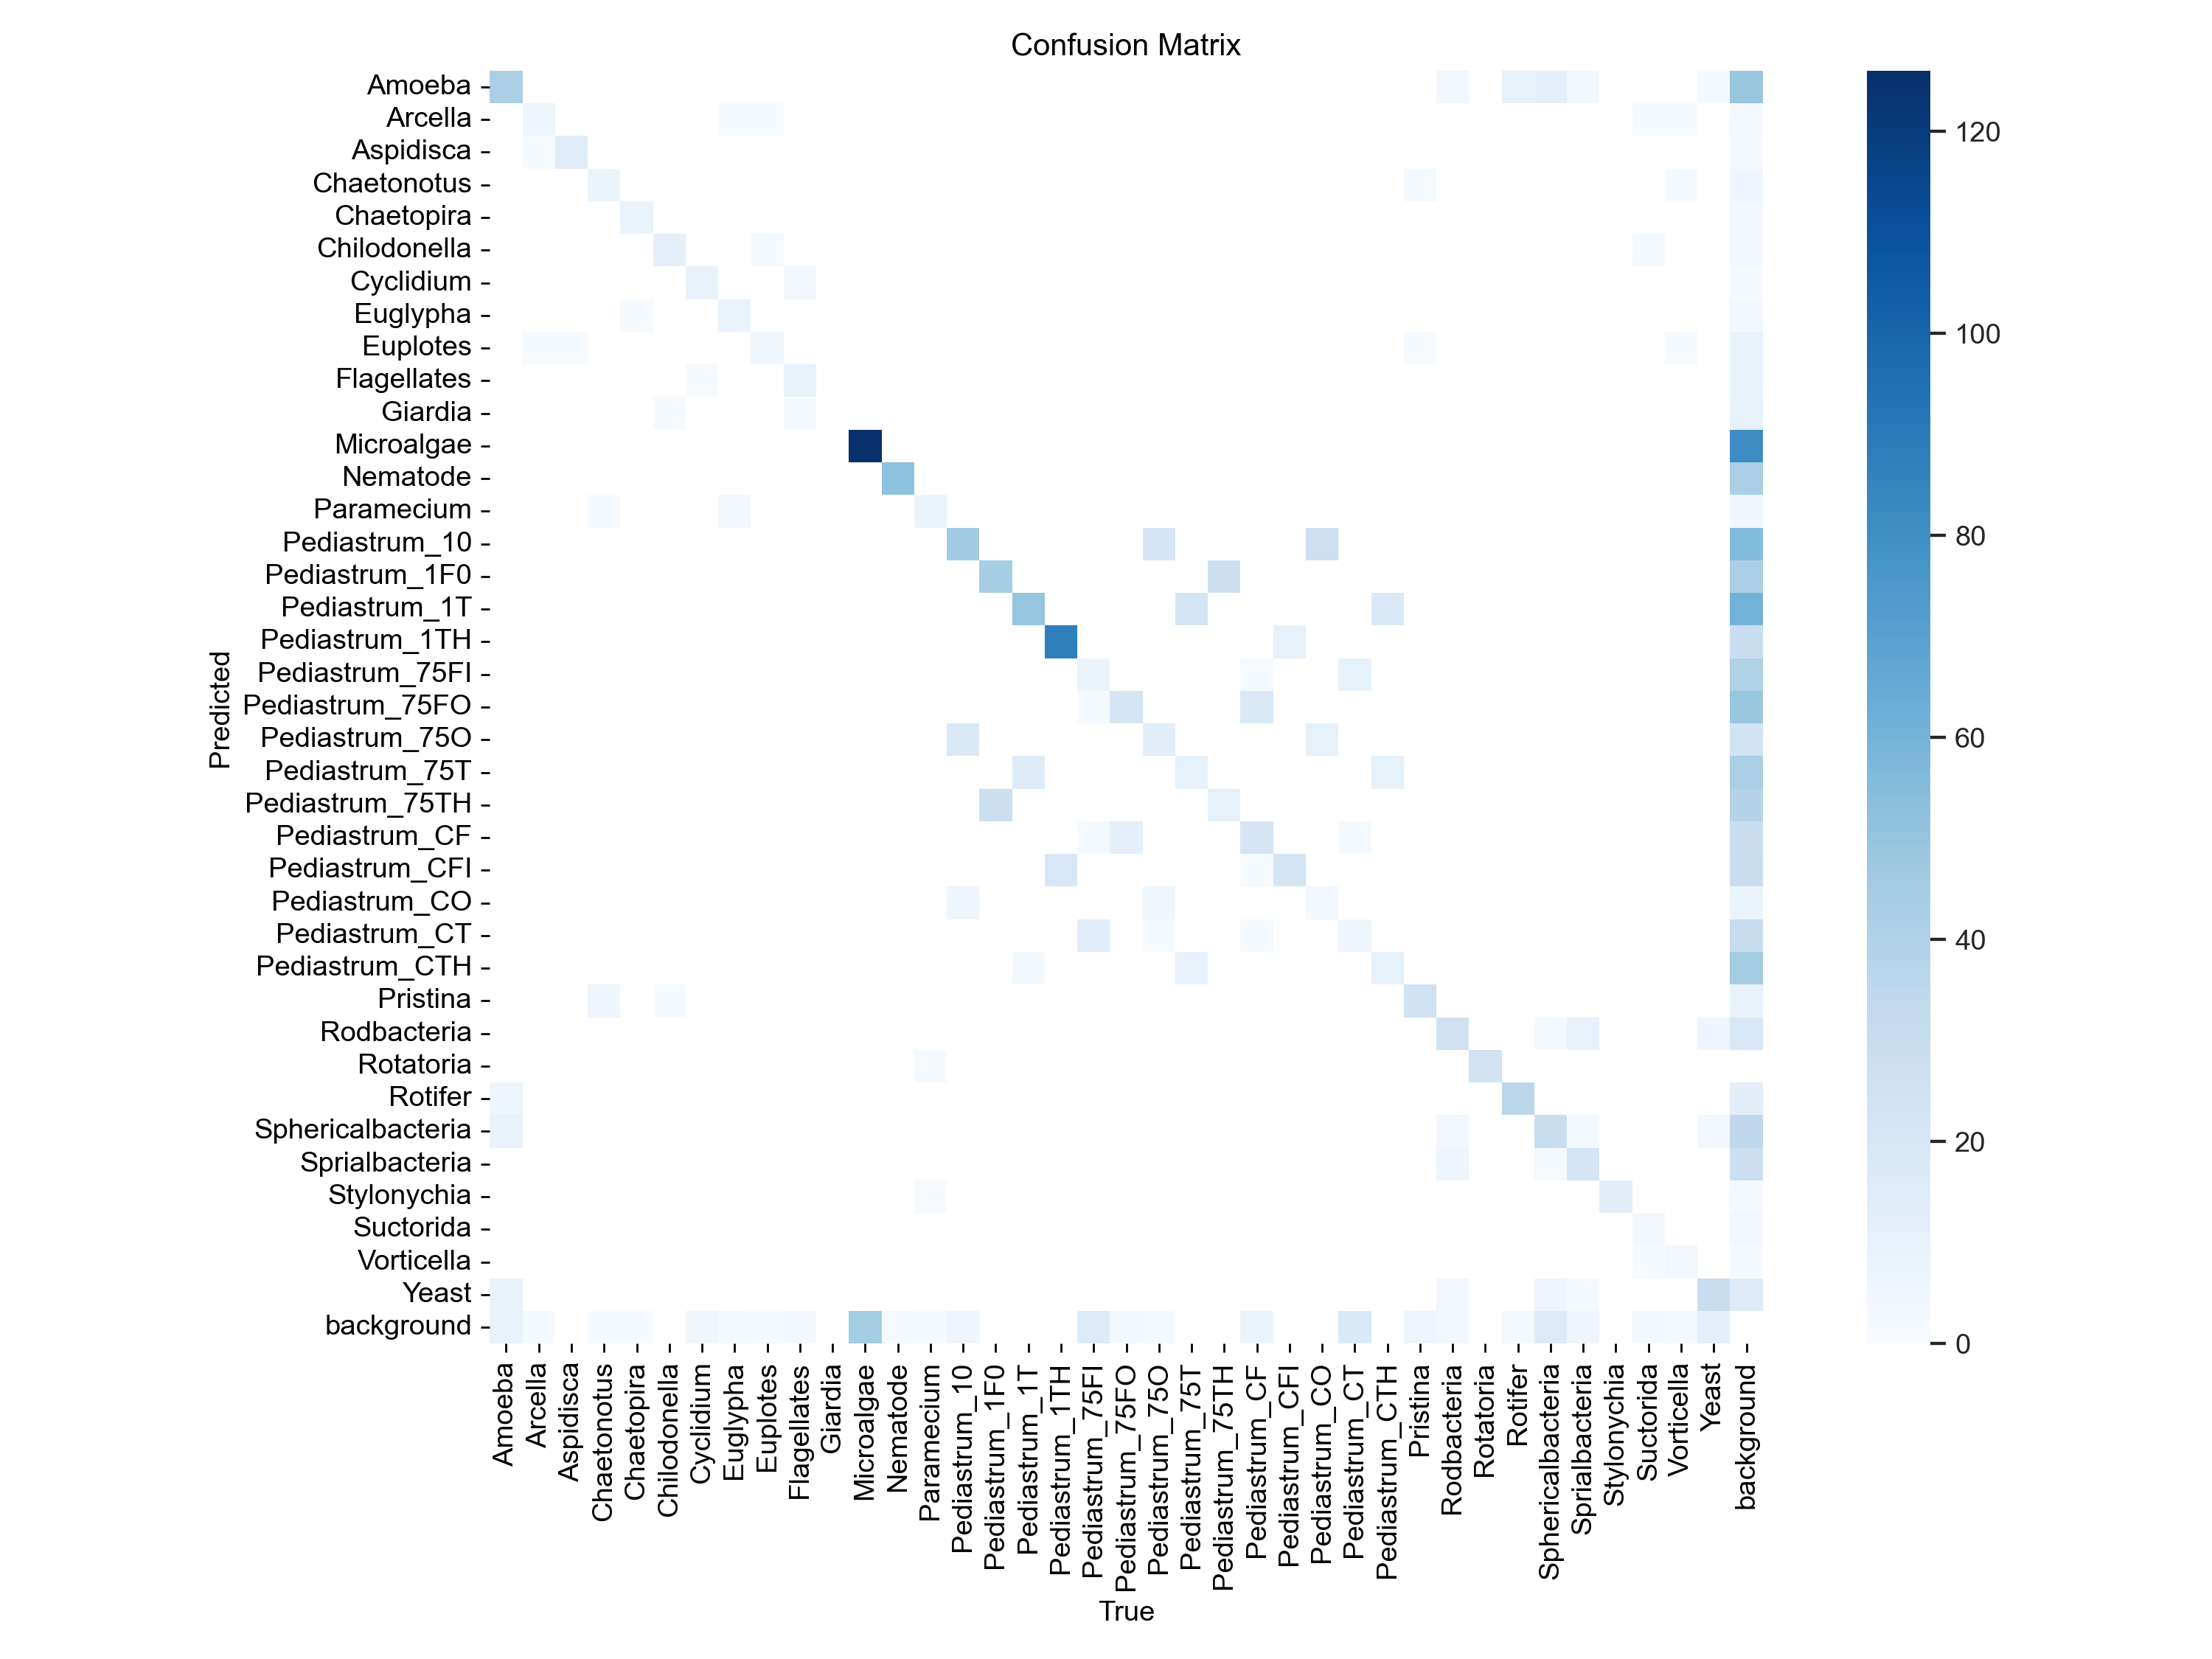 Confusion Matrix
Predicted
Amoeba
Arcella
Aspidisca
Chaetonotus
Chaetopira
Chilodonella
Cyclidium
Euglypha
Euplotes
Flagellates
Giardia
Microalgae
Nematode
Paramecium
Pediastrum_10
Pediastrum_1F0
Pediastrum_1T
Pediastrum_1TH
Pediastrum_75FI
Pediastrum_75FO
Pediastrum_75O
Pediastrum_75T
Pediastrum_75TH
Pediastrum_CF
Pediastrum_CFI
Pediastrum_CO
Pediastrum_CT
Pediastrum_CTH
Pristina
Rodbacteria
Rotatoria
Rotifer
Sphericalbacteria
Sprialbacteria
Stylonychia
Suctorida
Vorticella
Yeast
background
120
100
80
60
40
20
0
Amoeba
Arcella
Aspidisca
Chaetonotus
Chaetopira
Chilodonella
Cyclidium
Euglypha
Euplotes
Flagellates
Giardia
Microalgae
Nematode
Paramecium
Pediastrum_10
Pediastrum_1F0
Pediastrum_1T
Pediastrum_1TH
Pediastrum_75FI
Pediastrum_75FO
Pediastrum_75O
Pediastrum_75T
Pediastrum_75TH
Pediastrum_CF
Pediastrum_CFI
Pediastrum_CO
Pediastrum_CT
Pediastrum_CTH
Pristina
Rodbacteria
Rotatoria
Rotifer
Sphericalbacteria
Sprialbacteria
Stylonychia
Suctorida
Vorticella
Yeast
background
True